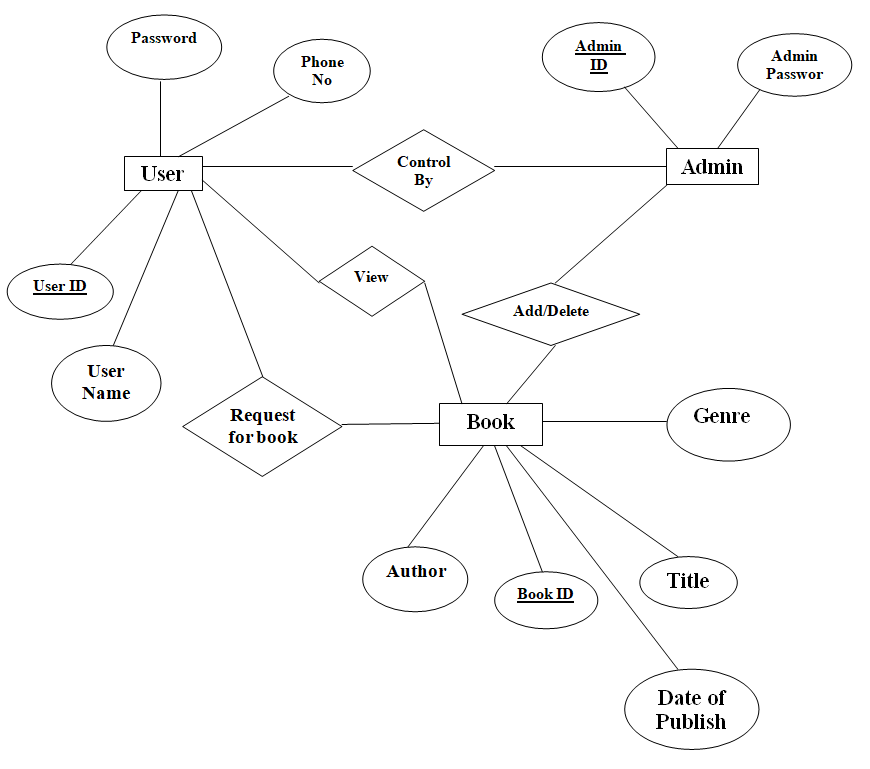 Password
Phone
No
Admin
ID
Admin
Passwor
User
Control
By
Admin
View
User ID
Add/Delete
User
Name
Request
for book
Book
Genre
Author
Book ID
Title
Date of
Publish